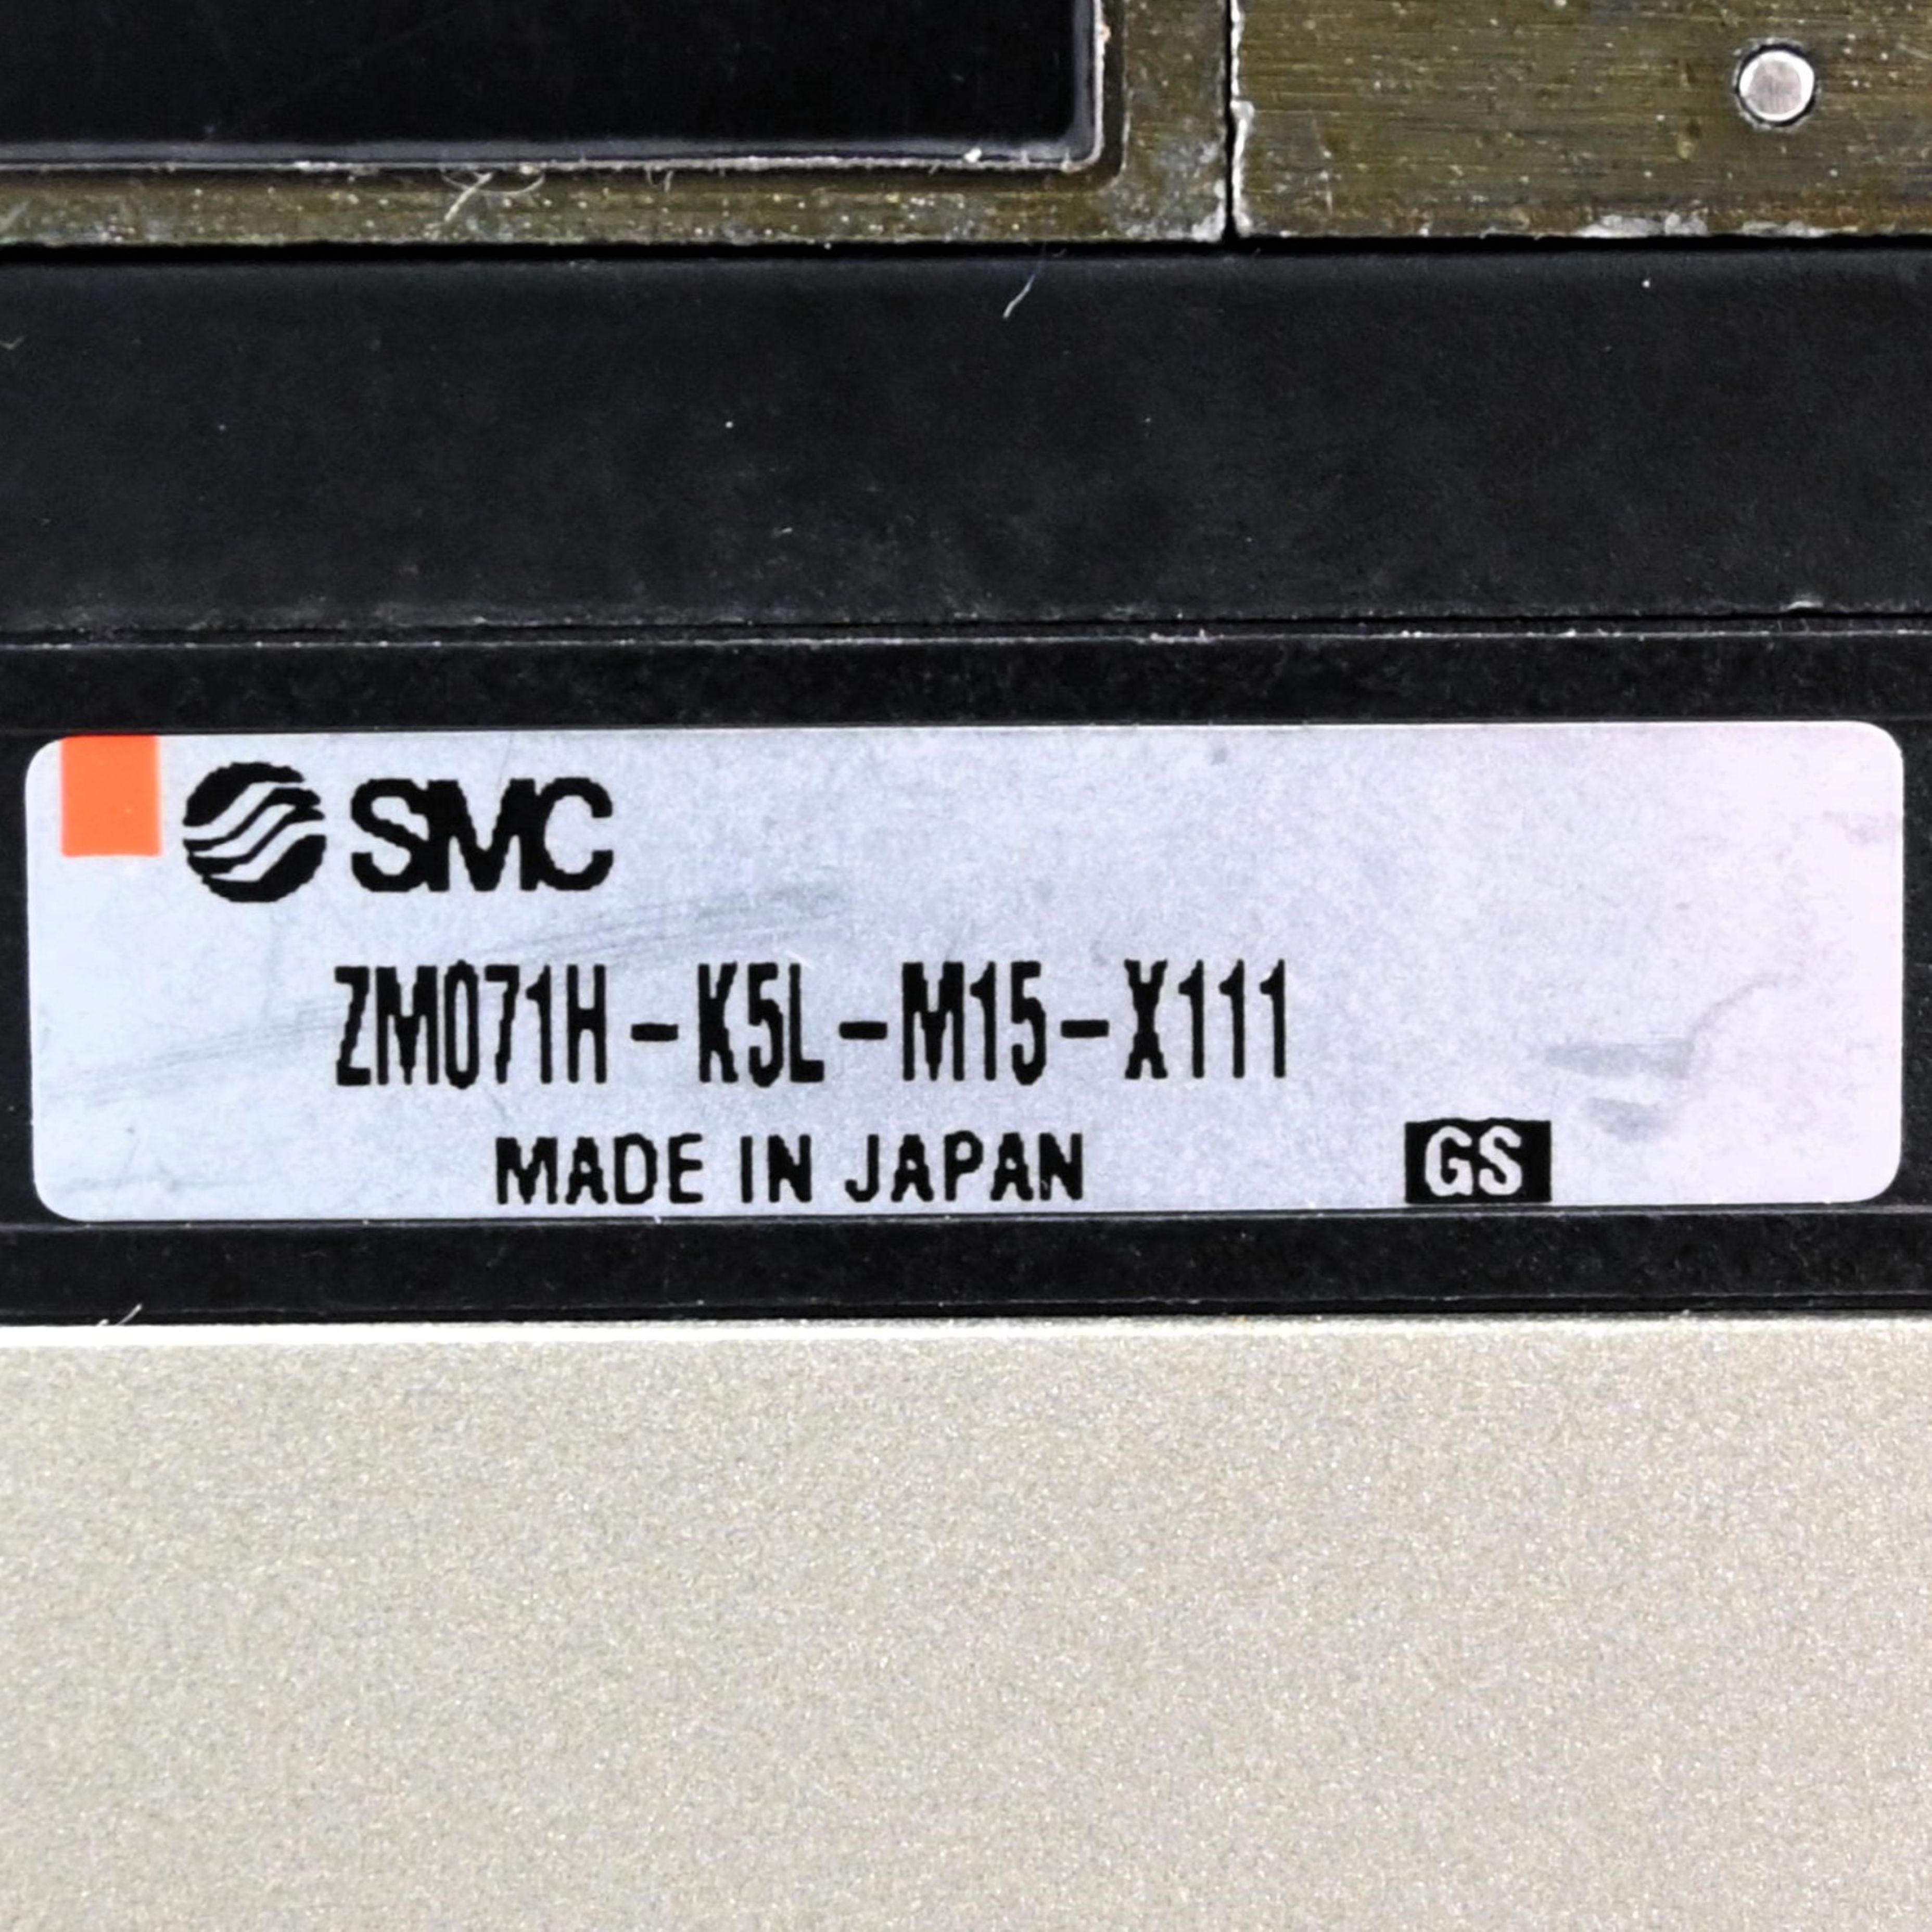 SMC
ZM071H-K5L-M15-X111
MADE IN JAPAN GS